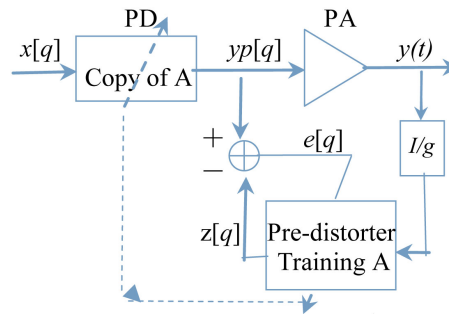 PD
PA
x[q]
Copy of A
yp[q]
y(t)
+
−
e[q]
I/g
z[q]
Pre-distorter
Training A